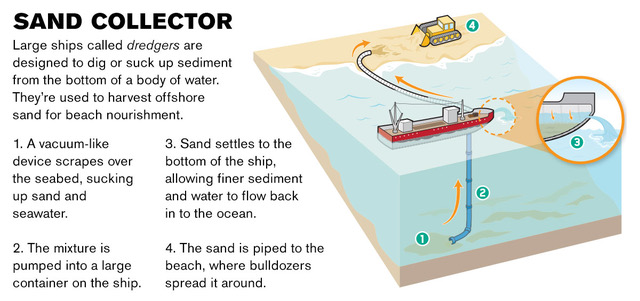 SAND COLLECTOR
Large ships called dredgers are
designed to dig or suck up sediment
from the bottom of a body of water.
They're used to harvest offshore
sand for beach nourishment.
1. A vacuum-like
device scrapes over
the seabed, sucking
up sand and
seawater.
2. The mixture is
pumped into a large
container on the ship.
3. Sand settles to the
bottom of the ship,
allowing finer sediment
and water to flow back
in to the ocean.
4. The sand is piped to the
beach, where bulldozers
spread it around.
4
3
2
1